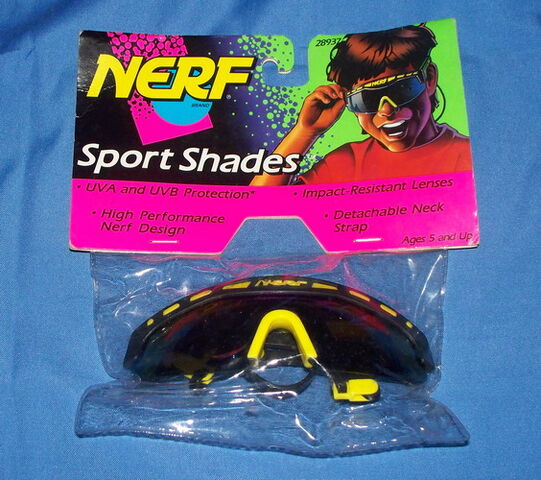 28937
NERF®
BRAND
Sport Shades
• UVA and UVB Protection*
• Impact-Resistant Lenses
• High Performance Nerf Design
• Detachable Neck Strap
Ages 5 and Up
NERF